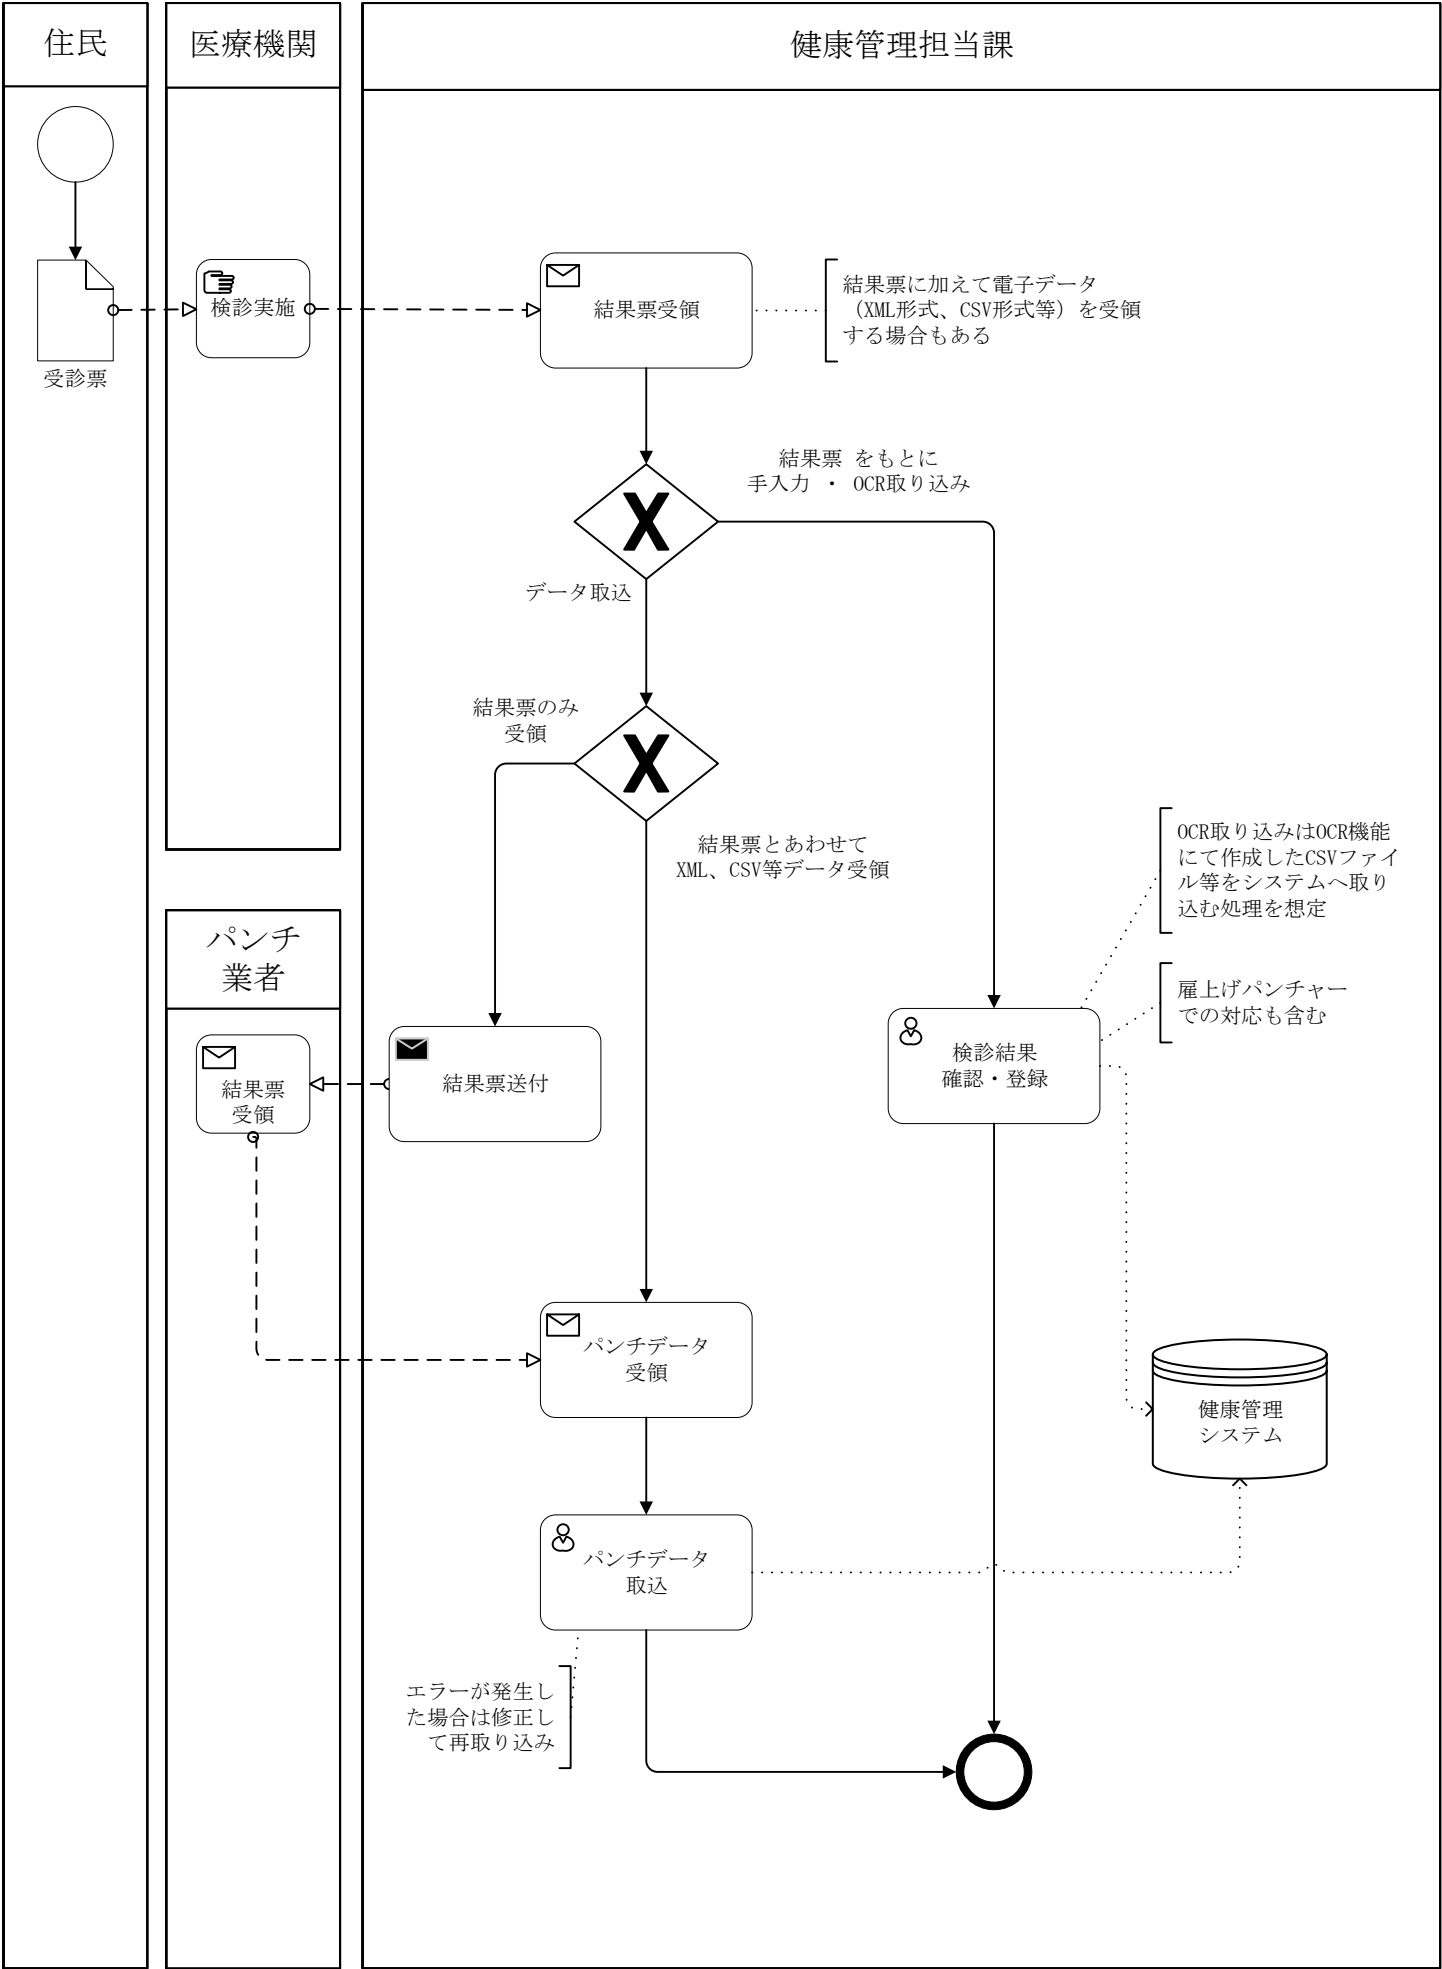 住民
医療機関
健康管理担当課
受診票
検診実施
結果票受領
結果票に加えて電子データ
（XML形式、CSV形式等）を受領
する場合もある
結果票 をもとに
手入力 ・ OCR取り込み
データ取込
結果票のみ
受領
結果票とあわせて
XML、CSV等データ受領
OCR取り込みはOCR機能
にて作成したCSVファイ
ル等をシステムへ取り
込む処理を想定
雇上げパンチャー
での対応も含む
パンチ
業者
結果票
受領
結果票送付
検診結果
確認・登録
パンチデータ
受領
健康管理
システム
パンチデータ
取込
エラーが発生し
た場合は修正し
て再取り込み